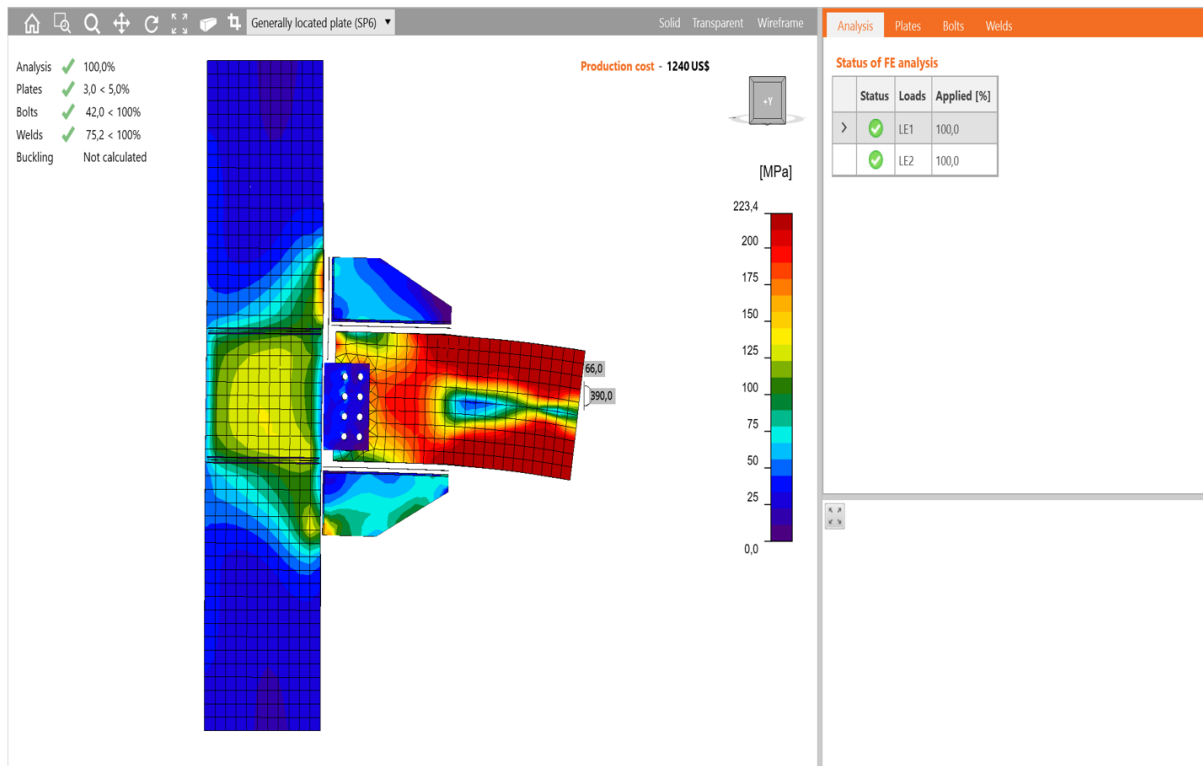 Generally located plate (SP6)
Solid Transparent Wireframe
Analysis 100,0%
Plates 3,0 < 5,0%
Bolts 42,0 < 100%
Welds 75,2 < 100%
Buckling Not calculated
Production cost - 1240 US$
+Y
[MPa]
223,4
200
175
150
125
100
75
50
25
0,0
66,0
390,0
Analysis Plates Bolts Welds
Status of FE analysis
Status Loads Applied [%]
> LE1 100,0
LE2 100,0